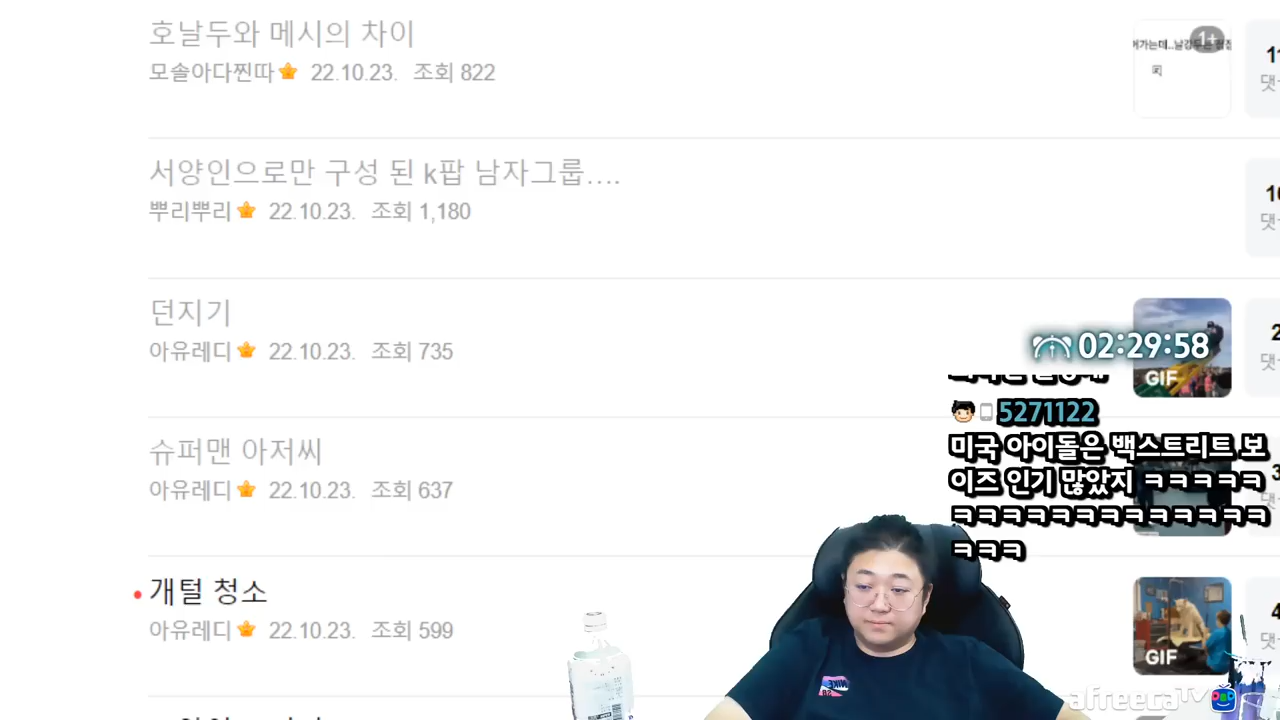 호날두와 메시의 차이
모솔아다찐따 22.10.23. 조회 822
1+
서양인으로만 구성 된 k팝 남자그룹....
뿌리뿌리 22.10.23. 조회 1,180
던지기
아유레디 22.10.23. 조회 735
GIF
02:29:58
5271122
미국 아이돌은 백스트리트 보
이즈 인기 많았지 ㅋㅋㅋㅋㅋ
ㅋㅋㅋㅋㅋㅋㅋㅋㅋㅋㅋㅋㅋ
ㅋㅋㅋ
슈퍼맨 아저씨
아유레디 22.10.23. 조회 637
개털 청소
아유레디 22.10.23. 조회 599
GIF
afreecaTV